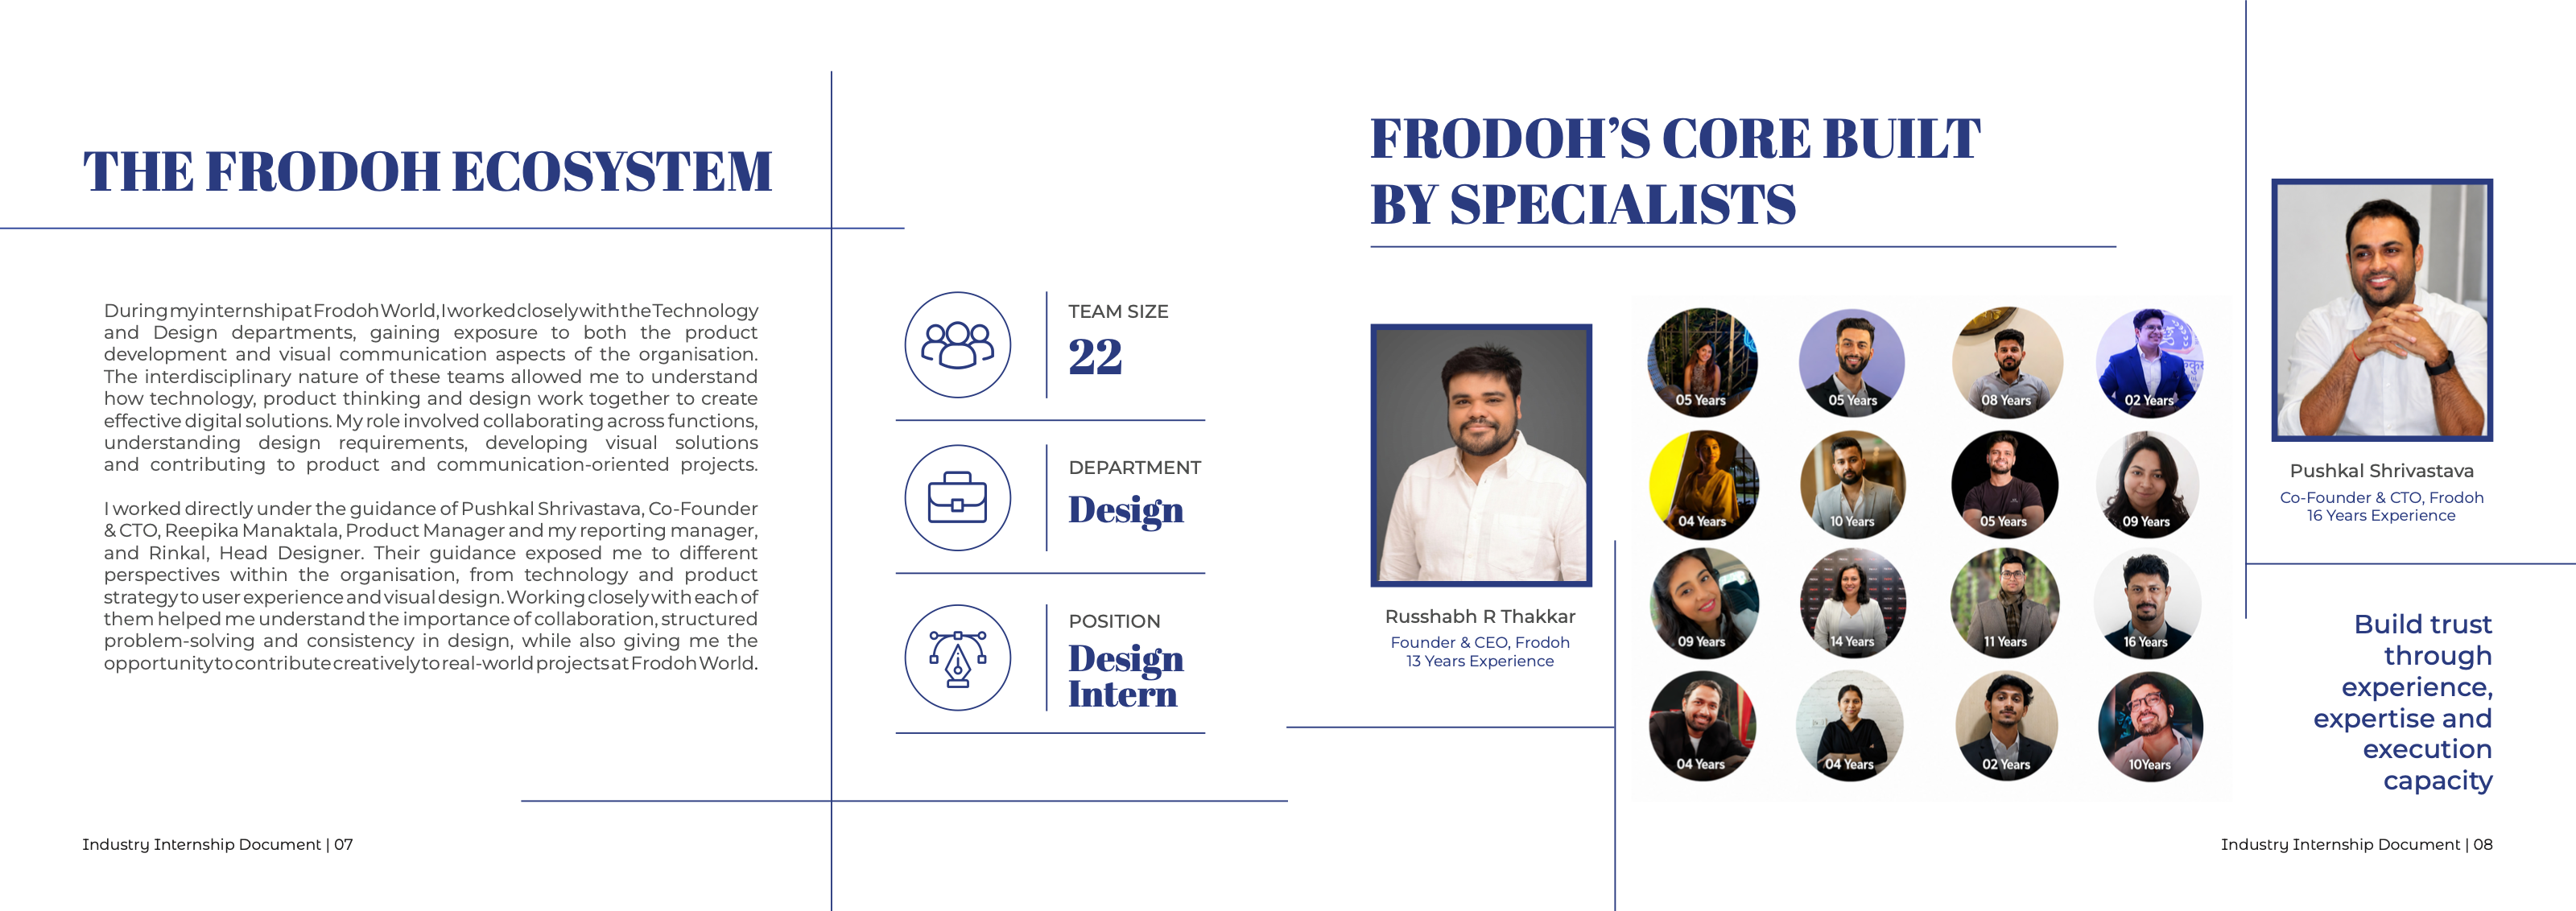 THE FRODOH ECOSYSTEM
During my internship at Frodoh World, I worked closely with the Technology
and Design departments, gaining exposure to both the product
development and visual communication aspects of the organisation.
The interdisciplinary nature of these teams allowed me to understand
how technology, product thinking and design work together to create
effective digital solutions. My role involved collaborating across functions,
understanding design requirements, developing visual solutions
and contributing to product and communication-oriented projects.
I worked directly under the guidance of Pushkal Shrivastava, Co-Founder
& CTO, Reepika Manaktala, Product Manager and my reporting manager,
and Rinkal, Head Designer. Their guidance exposed me to different
perspectives within the organisation, from technology and product
strategy to user experience and visual design. Working closely with each of
them helped me understand the importance of collaboration, structured
problem-solving and consistency in design, while also giving me the
opportunity to contribute creatively to real-world projects at Frodoh World.
TEAM SIZE
22
DEPARTMENT
Design
POSITION
Design
Intern
Industry Internship Document | 07
FRODOH’S CORE BUILT
BY SPECIALISTS
Russhabh R Thakkar
Founder & CEO, Frodoh
13 Years Experience
05 Years
05 Years
08 Years
02 Years
04 Years
10 Years
05 Years
09 Years
09 Years
14 Years
11 Years
16 Years
04 Years
04 Years
02 Years
10Years
Pushkal Shrivastava
Co-Founder & CTO, Frodoh
16 Years Experience
Build trust
through
experience,
expertise and
execution
capacity
Industry Internship Document | 08